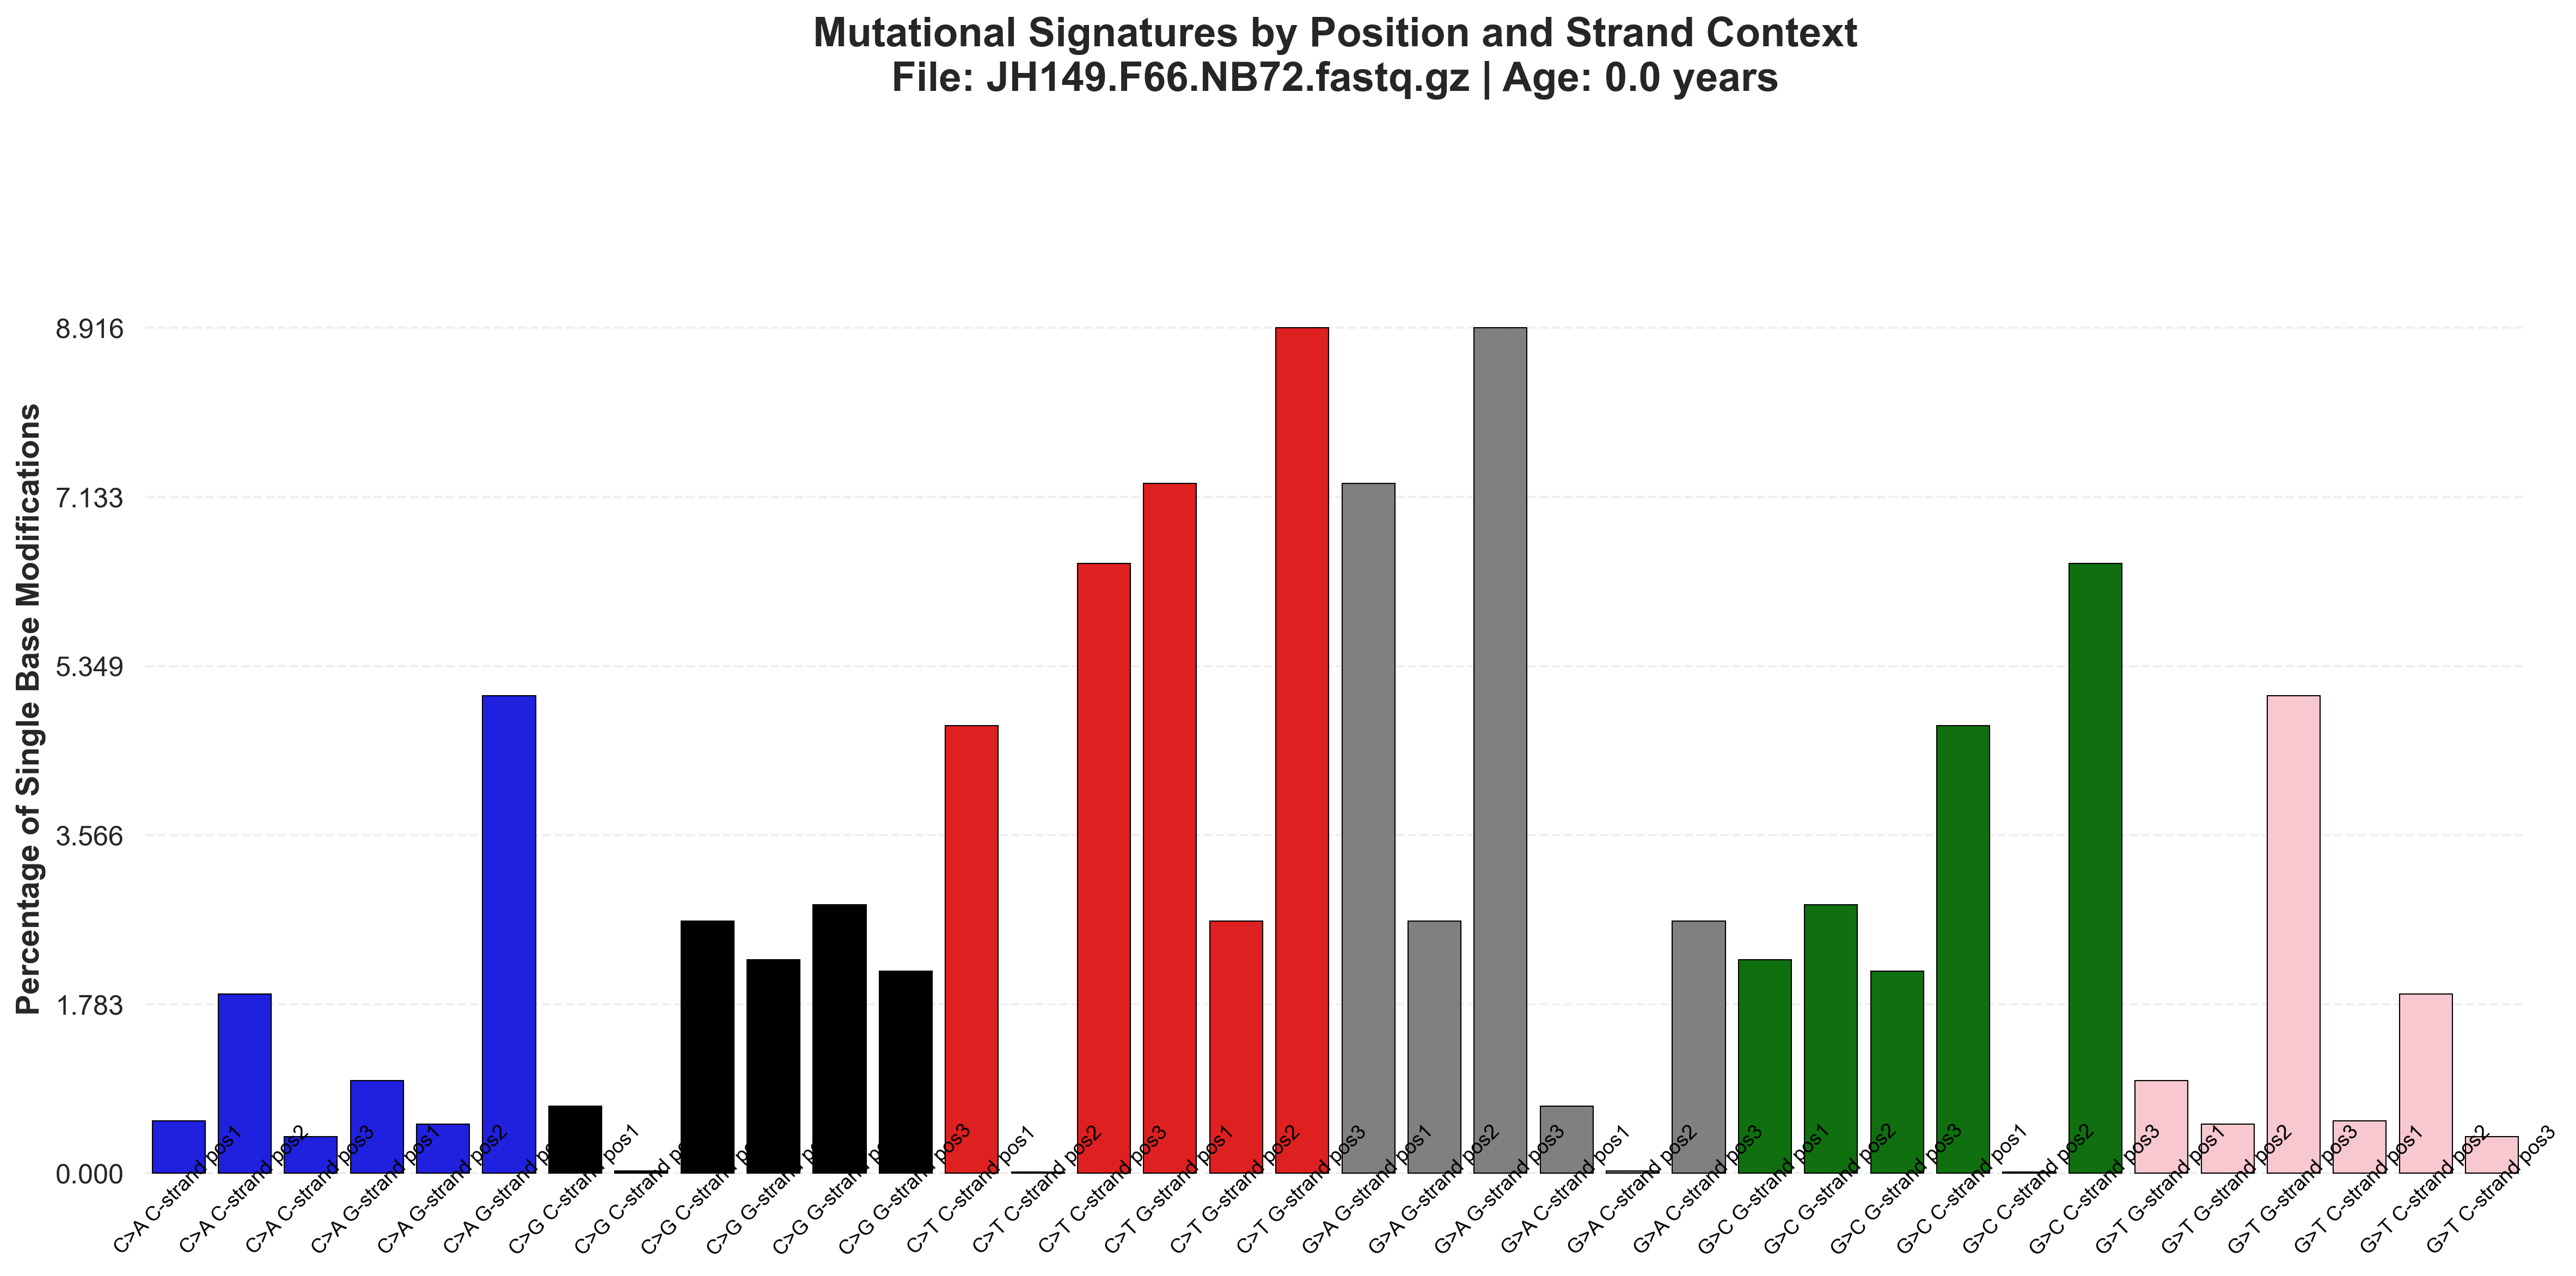 Mutational Signatures by Position and Strand Context
File: JH149.F66.NB72.fastq.gz | Age: 0.0 years
Percentage of Single Base Modifications
8.916
7.133
5.349
3.566
1.783
0.000
C>A C-strand pos1
C>A C-strand pos2
C>A C-strand pos3
C>A G-strand pos1
C>A G-strand pos2
C>A G-strand
C>G C-strand pos1
C>G C-strand
C>G C-strand
C>G G-strand
C>G G-strand
C>G G-strand pos3
C>T C-strand pos1
C>T C-strand pos2
C>T C-strand pos3
C>T G-strand pos1
C>T G-strand pos2
C>T G-strand pos3
G>A G-strand pos1
G>A G-strand pos2
G>A G-strand pos3
G>A C-strand pos1
G>A C-strand pos2
G>A C-strand pos3
G>C G-strand pos1
G>C G-strand pos2
G>C G-strand pos3
G>C C-strand pos1
G>C C-strand pos2
G>C C-strand pos3
G>T G-strand pos1
G>T G-strand pos2
G>T G-strand pos3
G>T C-strand pos1
G>T C-strand pos2
G>T C-strand pos3